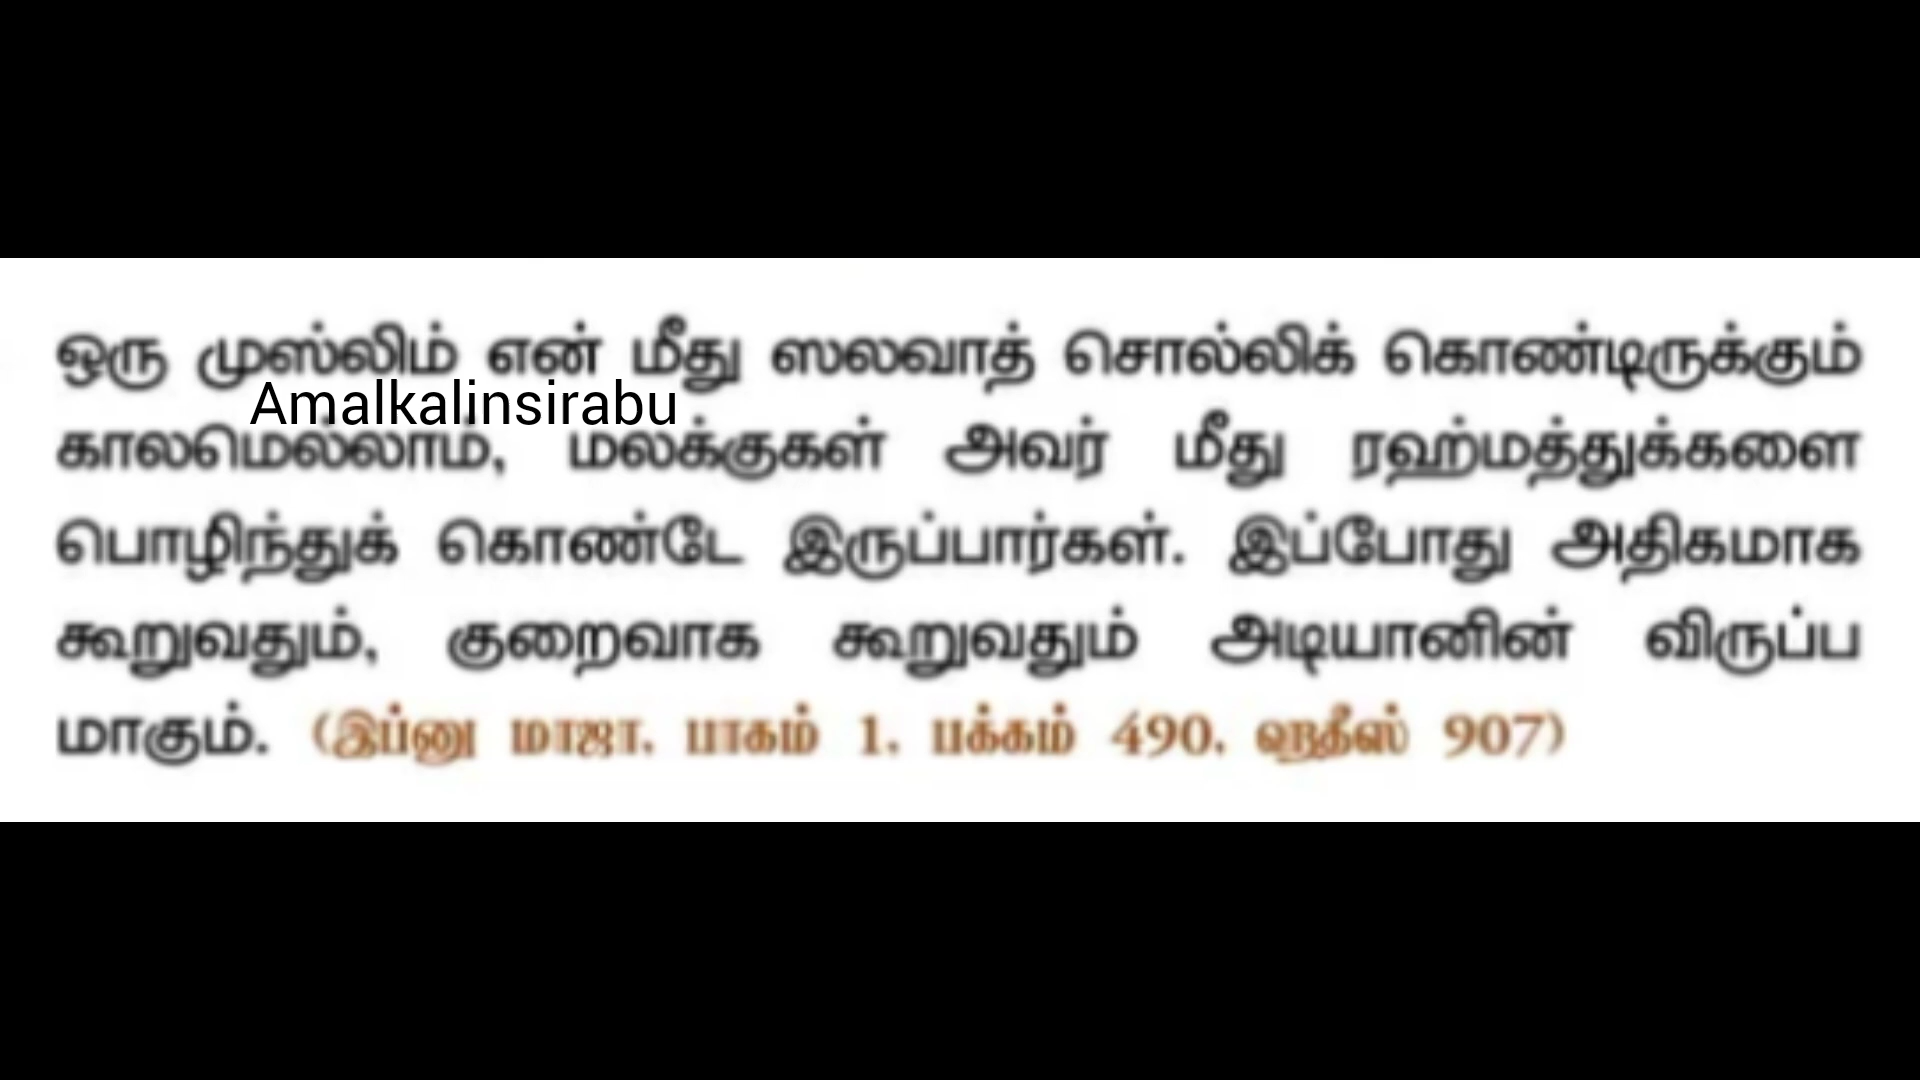 ஒரு முஸ்லிம் என் மீது ஸலவாத் சொல்லிக் கொண்டிருக்கும்
Amalkalinsirabu
காலமெல்லாம், மலக்குகள் அவர் மீது ரஹ்மத்துக்களை
பொழிந்துக் கொண்டே இருப்பார்கள். இப்போது அதிகமாக
கூறுவதும், குறைவாக கூறுவதும் அடியானின் விருப்ப
மாகும். (இப்னு மாஜா, பாகம் 1, பக்கம் 490, ஹதீஸ் 907)